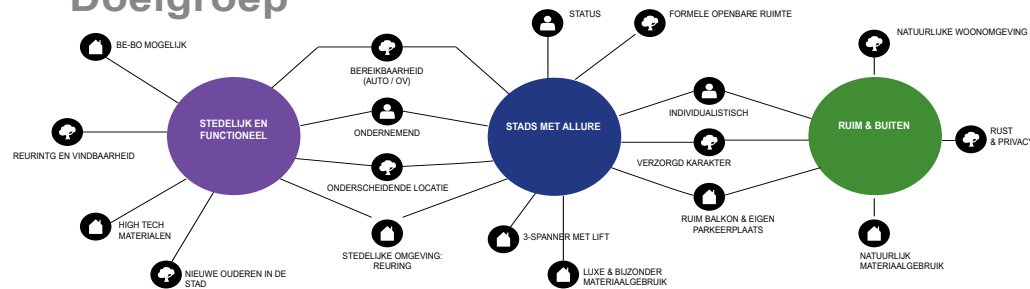 Doelgroep
STATUS
FORMELE OPENBARE RUIMTE
NATUURLIJKE WOONOMGEVING
BE-BO MOGELIJK
BEREIKBAARHEID
(AUTO / OV)
INDIVIDUALISTISCH
STEDELIJK EN
FUNCTIONEEL
ONDERNEMEND
STADS MET ALLURE
RUIM & BUITEN
RUST
& PRIVACY
REURINTG EN VINDBAARHEID
VERZORGD KARAKTER
ONDERSCHEIDENDE LOCATIE
RUIM BALKON & EIGEN
PARKEERPLAATS
HIGH TECH
MATERIALEN
3-SPANNER MET LIFT
STEDELIJKE OMGEVING:
REURING
NATUURLIJK
MATERIAALGEBRUIK
NIEUWE OUDEREN IN DE
STAD
LUXE & BIJZONDER
MATERIAALGEBRUIK